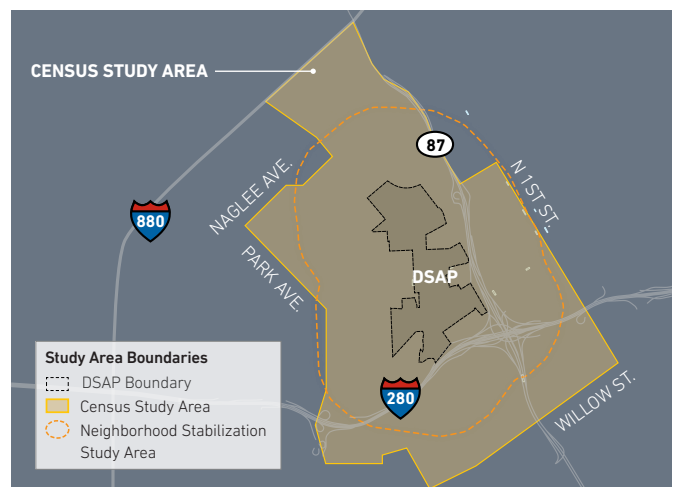 CENSUS STUDY AREA
87
N 1ST ST.
NAGLEE AVE.
880
PARK AVE.
DSAP
Study Area Boundaries
DSAP Boundary
Census Study Area
Neighborhood Stabilization
Study Area
280
WILLOW ST.